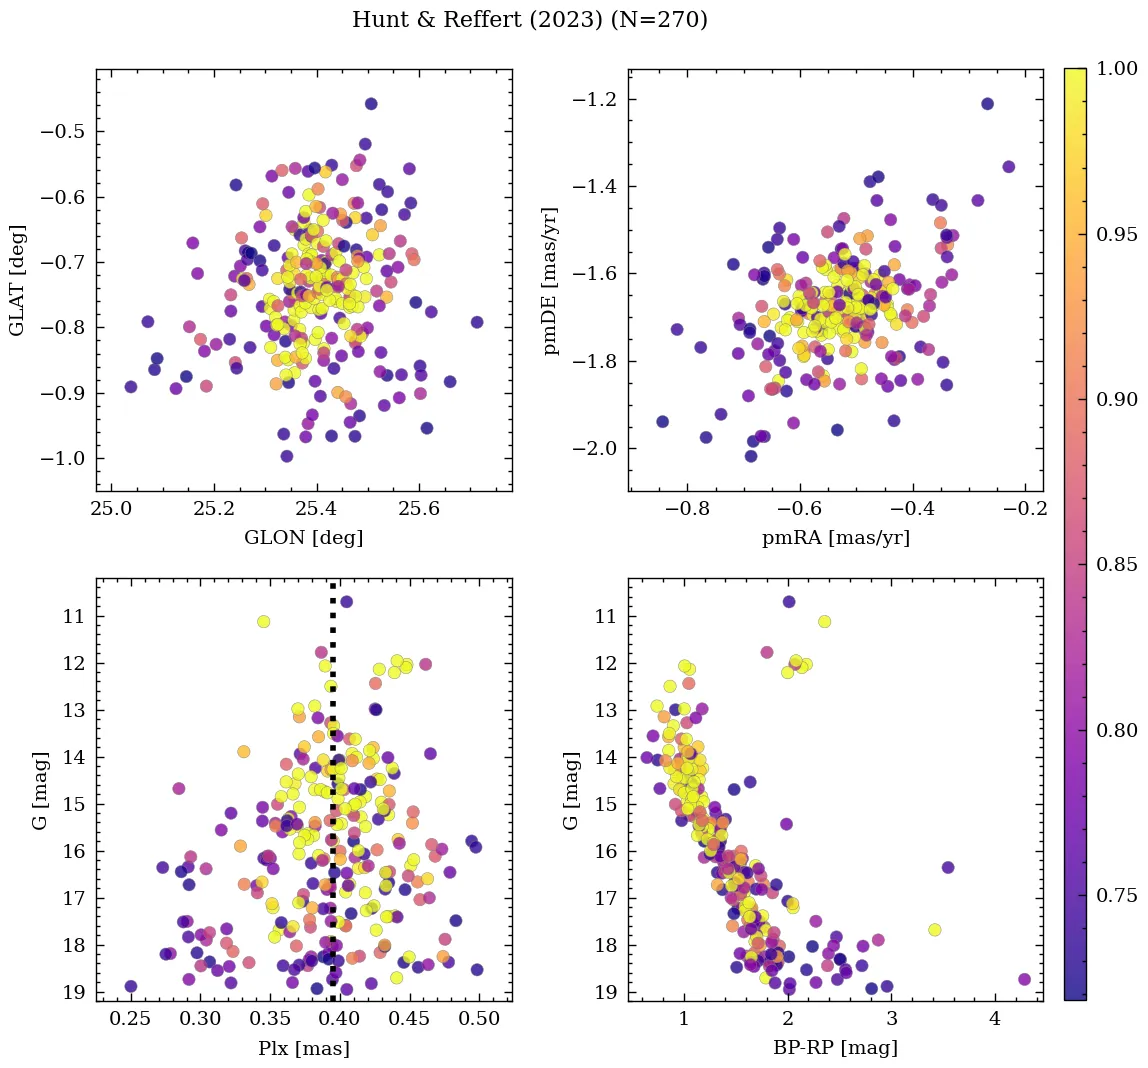 Hunt & Reffert (2023) (N=270)
−0.5
−0.6
−0.7
−0.8
−0.9
−1.0
GLAT [deg]
25.0 25.2 25.4 25.6
GLON [deg]
−1.2
−1.4
−1.6
−1.8
−2.0
pmDE [mas/yr]
−0.8 −0.6 −0.4 −0.2
pmRA [mas/yr]
1.00
0.95
0.90
0.85
0.80
0.75
11
12
13
14
15
16
17
18
19
G [mag]
0.25 0.30 0.35 0.40 0.45 0.50
Plx [mas]
11
12
13
14
15
16
17
18
19
G [mag]
1 2 3 4
BP-RP [mag]